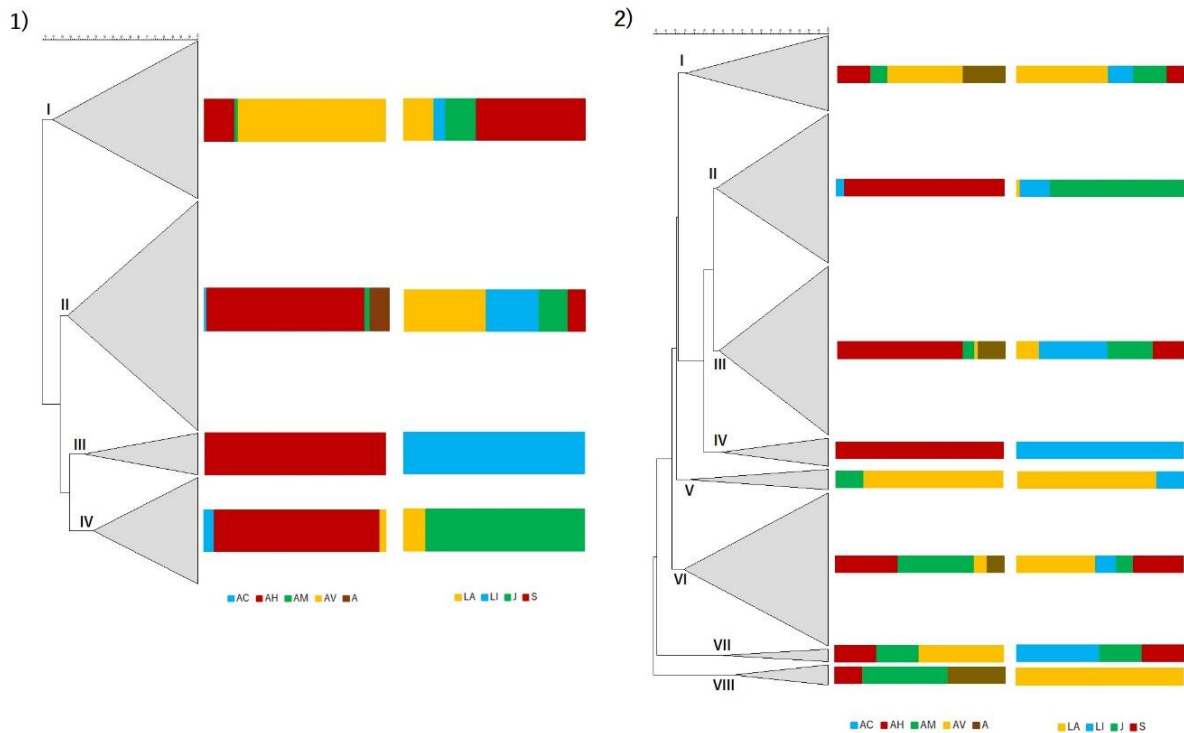 1)
I
II
III
IV
AC AH AM AV A
LA LI J S
2)
I
II
III
IV
V
VI
VII
VIII
AC AH AM AV A
LA LI J S